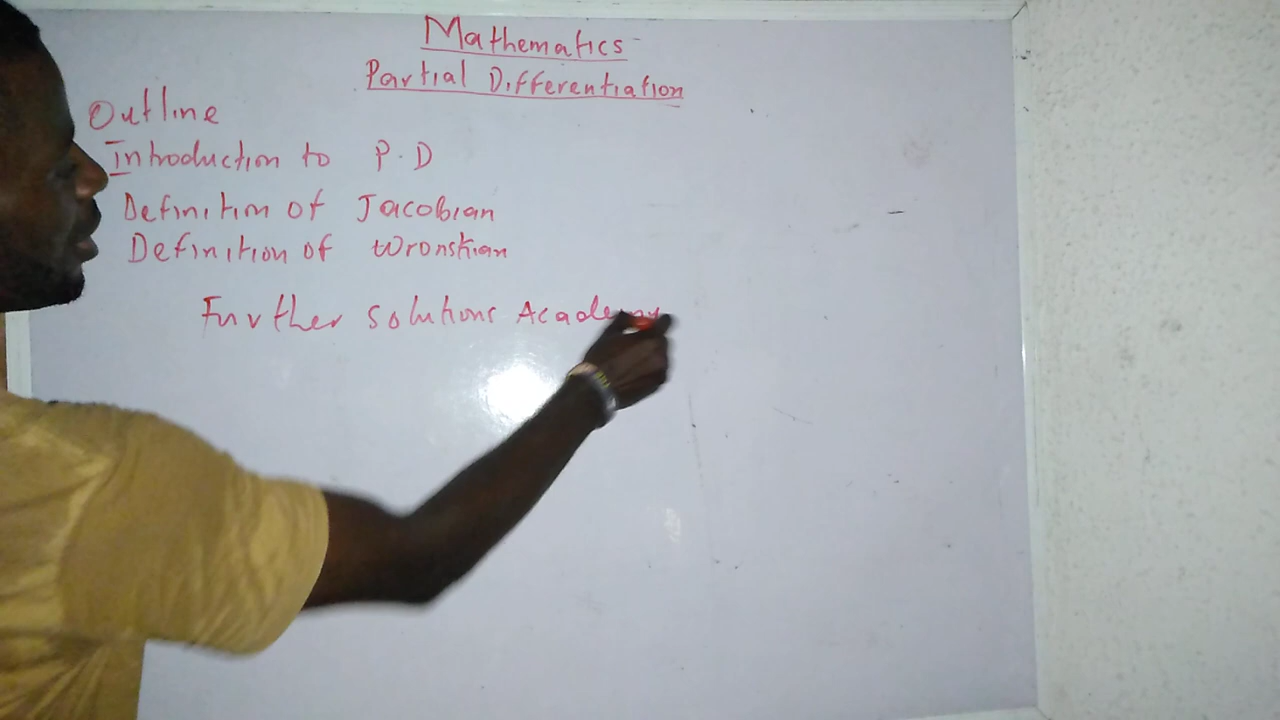 Mathematics
Partial Differentiation
Outline
Introduction to P.D
Definition of Jacobian
Definition of Wronskian
Further Solutions Academy